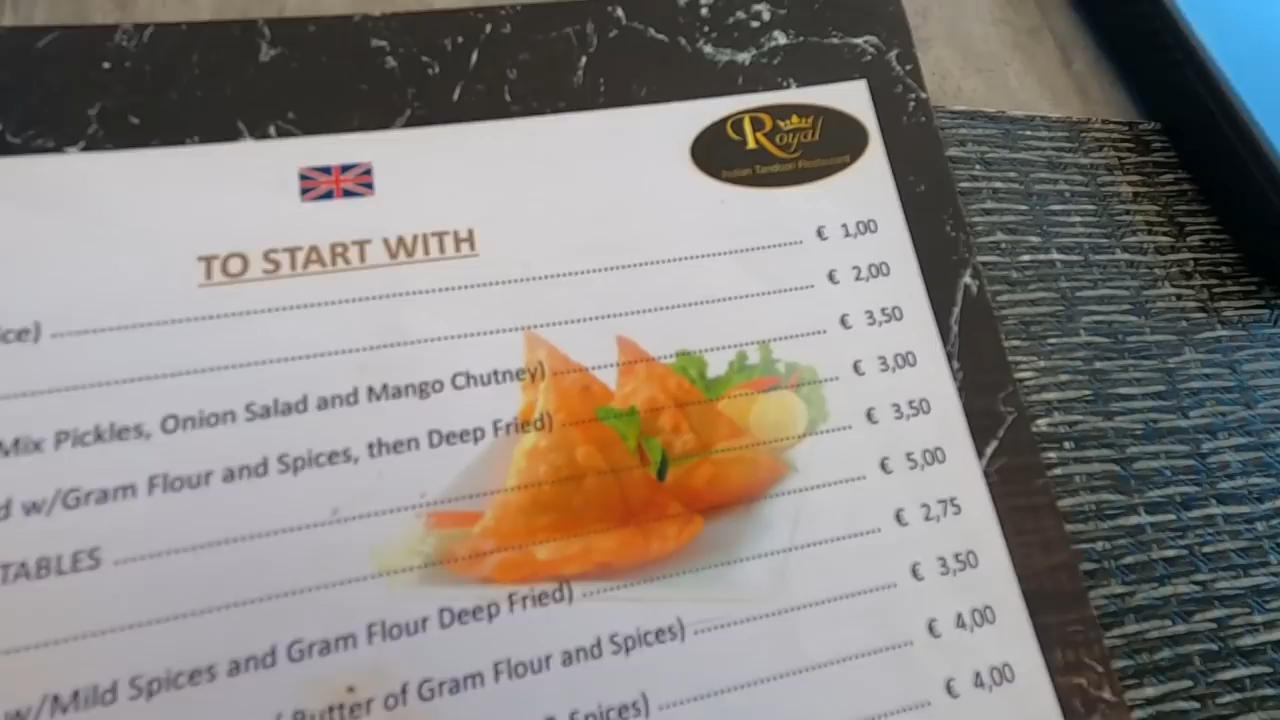 Royal
Indian Tandoori Restaurant
TO START WITH
ice) € 1,00
€ 2,00
Mix Pickles, Onion Salad and Mango Chutney) € 3,50
d w/Gram Flour and Spices, then Deep Fried) € 3,00
TABLES € 3,50
€ 5,00
w/Mild Spices and Gram Flour Deep Fried) € 2,75
Butter of Gram Flour and Spices) € 3,50
Spices) € 4,00
€ 4,00